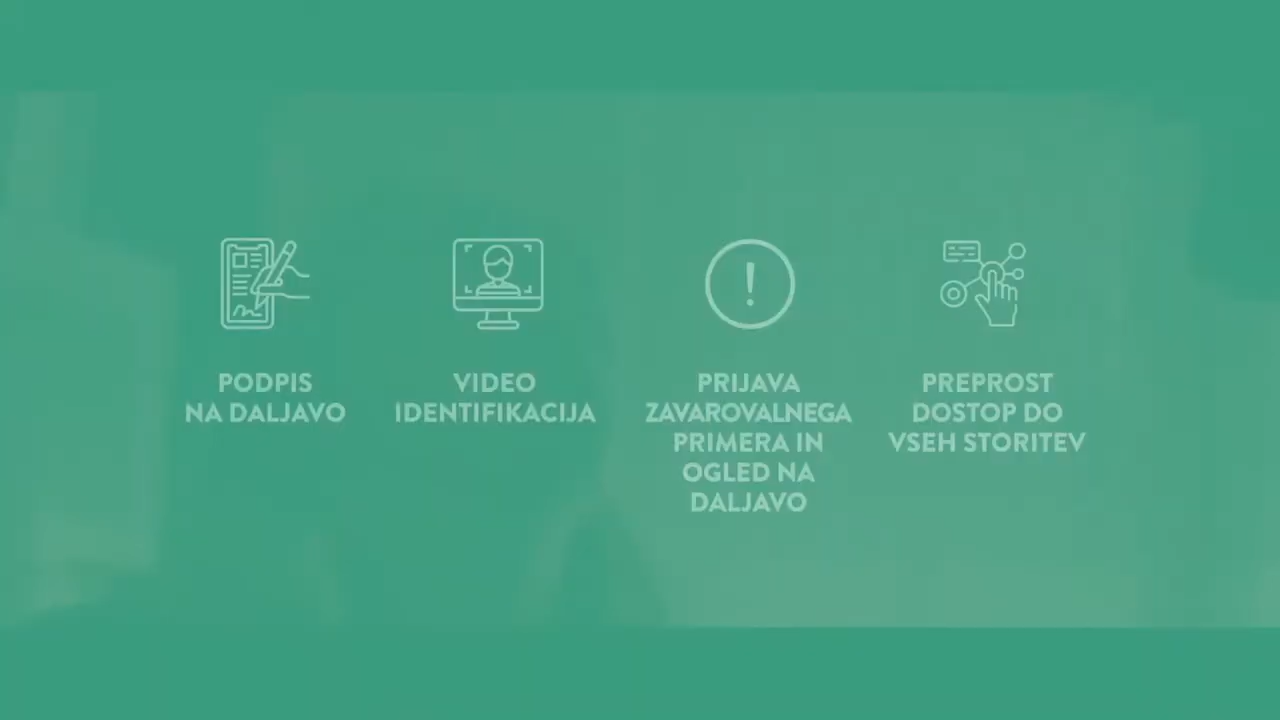 PODPIS
NA DALJAVO
VIDEO
IDENTIFIKACIJA
PRIJAVA
ZAVAROVALNEGA
PRIMERA IN
OGLED NA
DALJAVO
PREPROST
DOSTOP DO
VSEH STORITEV